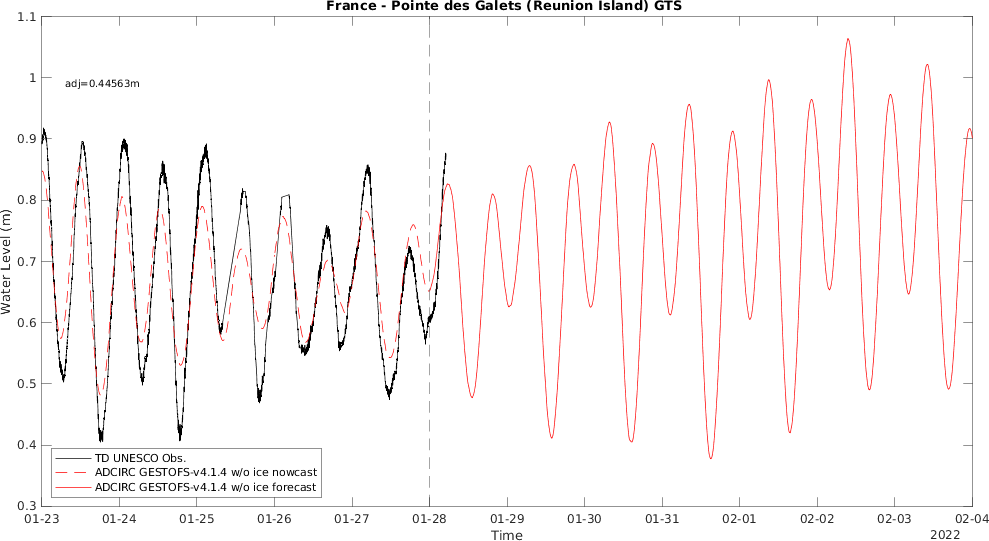 France - Pointe des Galets (Reunion Island) GTS
1.1
1
0.9
0.8
0.7
0.6
0.5
0.4
0.3
Water Level (m)
adj=0.44563m
TD UNESCO Obs.
ADCIRC GESTOFS-v4.1.4 w/o ice nowcast
ADCIRC GESTOFS-v4.1.4 w/o ice forecast
01-23 01-24 01-25 01-26 01-27 01-28 01-29 01-30 01-31 02-01 02-02 02-03 02-04
Time
2022